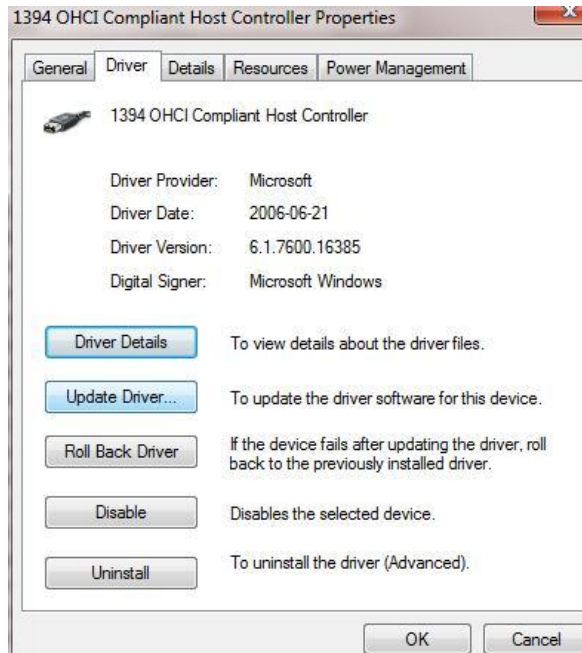 1394 OHCI Compliant Host Controller Properties
General Driver Details Resources Power Management
1394 OHCI Compliant Host Controller
Driver Provider: Microsoft
Driver Date: 2006-06-21
Driver Version: 6.1.7600.16385
Digital Signer: Microsoft Windows
Driver Details To view details about the driver files.
Update Driver... To update the driver software for this device.
Roll Back Driver If the device fails after updating the driver, roll
back to the previously installed driver.
Disable Disables the selected device.
Uninstall To uninstall the driver (Advanced).
OK Cancel